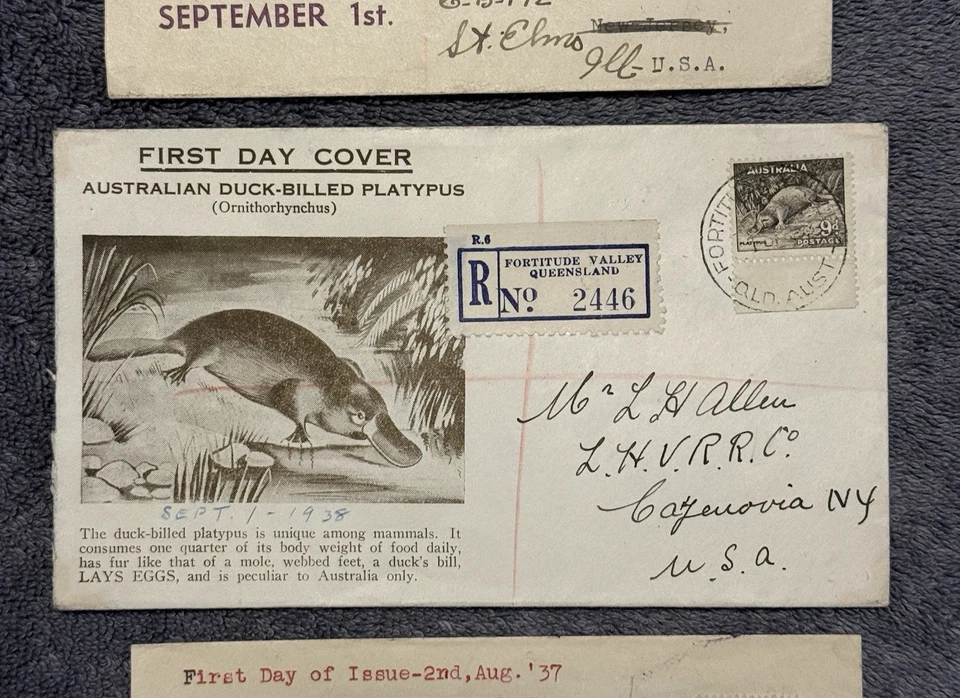 SEPTEMBER 1st.
St. Elmo New Jersey,
Ill- U.S.A.
FIRST DAY COVER
AUSTRALIAN DUCK-BILLED PLATYPUS
(Ornithorhynchus)
R.6
R
FORTITUDE VALLEY
QUEENSLAND
No 2446
AUSTRALIA
9d
PLATYPUS POSTAGE
FORTIT
QLD. AUST
Mr L H Allen
L.H.V.R.R.Co.
Cazenovia NY
U.S.A.
SEPT. 1 - 1938
The duck-billed platypus is unique among mammals. It
consumes one quarter of its body weight of food daily,
has fur like that of a mole, webbed feet, a duck's bill,
LAYS EGGS, and is peculiar to Australia only.
First Day of Issue-2nd,Aug.'37